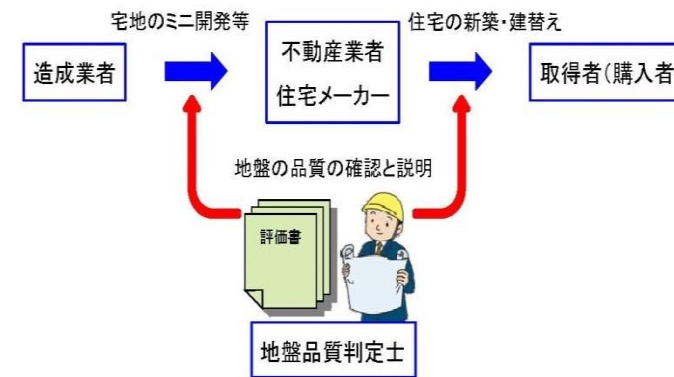 宅地のミニ開発等
住宅の新築・建替え
造成業者
不動産業者
住宅メーカー
取得者(購入者
地盤の品質の確認と説明
評価書
地盤品質判定士